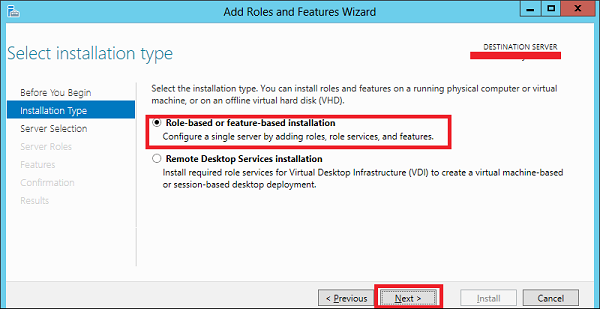 Add Roles and Features Wizard
Select installation type
DESTINATION SERVER
Before You Begin
Installation Type
Server Selection
Server Roles
Features
Confirmation
Results
Select the installation type. You can install roles and features on a running physical computer or virtual
machine, or on an offline virtual hard disk (VHD).
Role-based or feature-based installation
Configure a single server by adding roles, role services, and features.
Remote Desktop Services installation
Install required role services for Virtual Desktop Infrastructure (VDI) to create a virtual machine-based
or session-based desktop deployment.
< Previous
Next >
Install
Cancel